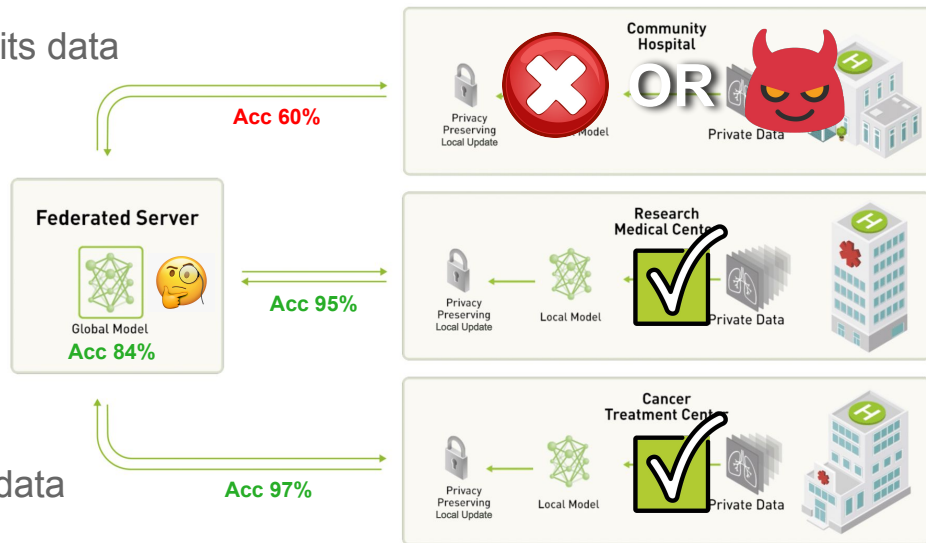 its data
Community
Hospital
OR
Privacy
Preserving
Local Update
Model
Private Data
Acc 60%
Federated Server
Global Model
Acc 84%
Research
Medical Cente
H
Acc 95%
Privacy
Preserving
Local Update
Local Model
Private Data
Cancer
Treatment Center
H
Privacy
Preserving
Local Update
Local Model
Private Data
data
Acc 97%
H